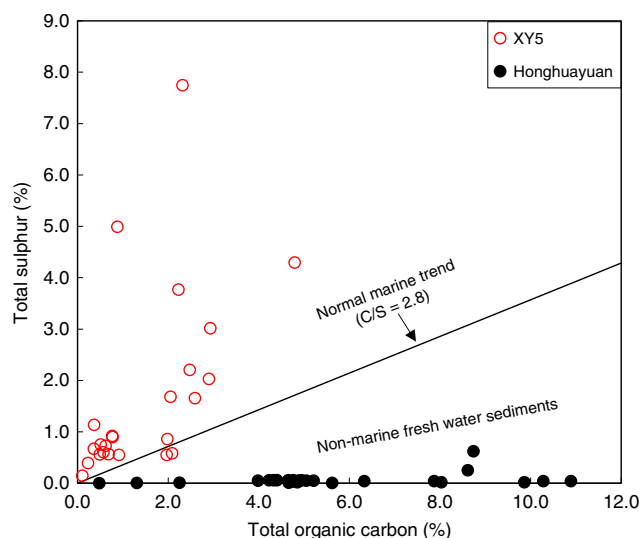 9.0
8.0
7.0
6.0
5.0
4.0
3.0
2.0
1.0
0.0
Total sulphur (%)
XY5
Honghuayuan
Normal marine trend
(C/S = 2.8)
Non-marine fresh water sediments
0.0 2.0 4.0 6.0 8.0 10.0 12.0
Total organic carbon (%)